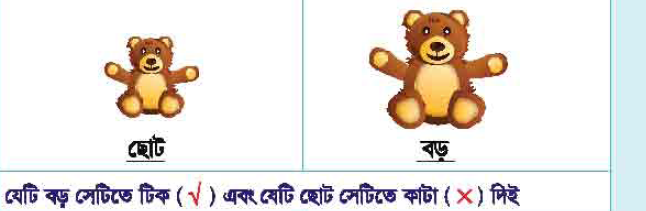 ছোট
বড়
যেটি বড় সেটিতে টিক ( √ ) এবং যেটি ছোট সেটিতে কাটা ( × ) দিই